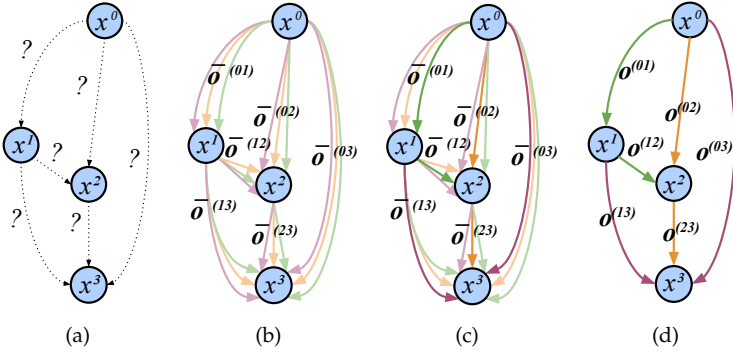 x⁰
?
?
?
x¹
?
x²
?
?
x³
(a)
x⁰
o̅⁽⁰¹⁾
o̅⁽⁰²⁾
x¹
o̅⁽¹²⁾
o̅⁽⁰³⁾
x²
o̅⁽¹³⁾
o̅⁽²³⁾
x³
(b)
x⁰
o̅⁽⁰¹⁾
o̅⁽⁰²⁾
x¹
o̅⁽¹²⁾
o̅⁽⁰³⁾
x²
o̅⁽¹³⁾
o̅⁽²³⁾
x³
(c)
x⁰
o⁽⁰¹⁾
o⁽⁰²⁾
x¹
o⁽¹²⁾
o⁽⁰³⁾
x²
o⁽¹³⁾
o⁽²³⁾
x³
(d)